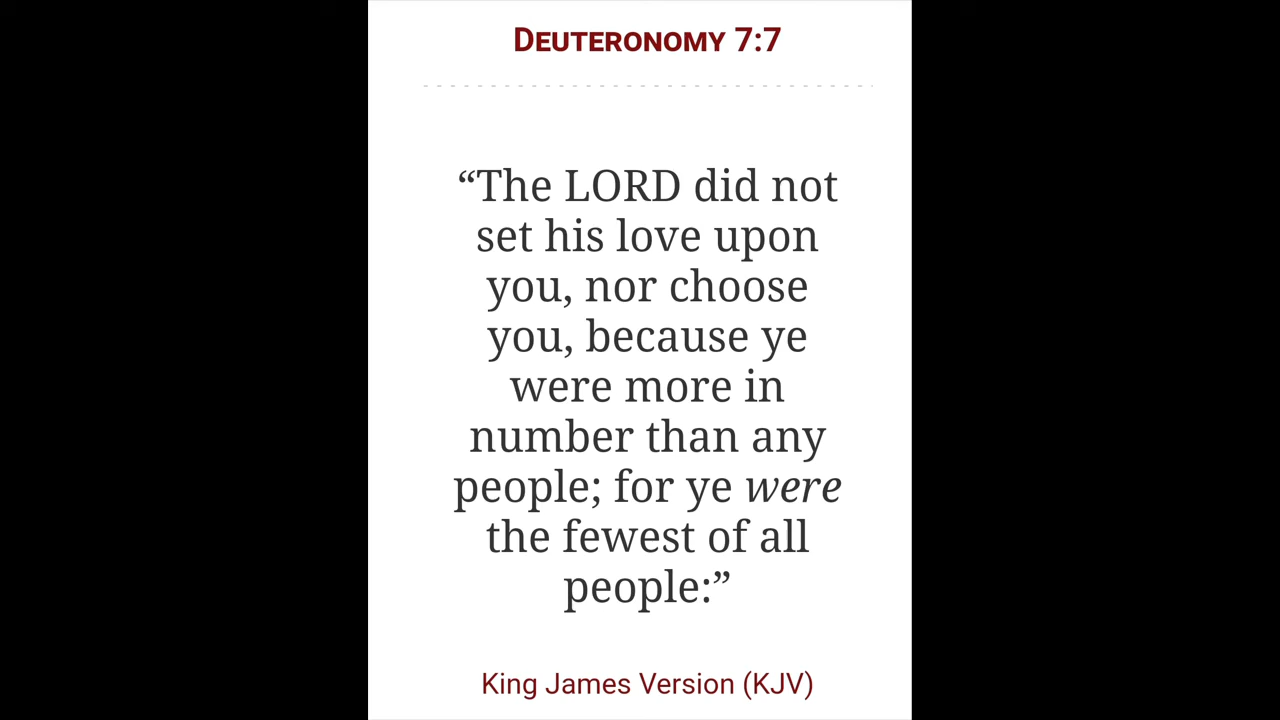 DEUTERONOMY 7:7
“The LORD did not
set his love upon
you, nor choose
you, because ye
were more in
number than any
people; for ye were
the fewest of all
people:”
King James Version (KJV)